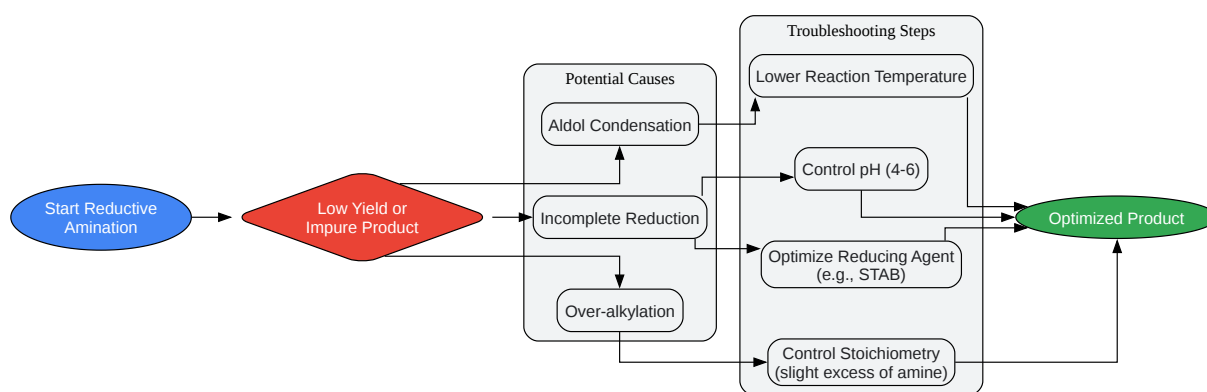 Start Reductive
Amination
Low Yield or
Impure Product
Potential Causes
Aldol Condensation
Incomplete Reduction
Over-alkylation
Troubleshooting Steps
Lower Reaction Temperature
Control pH (4-6)
Optimize Reducing Agent
(e.g., STAB)
Control Stoichiometry
(slight excess of amine)
Optimized Product